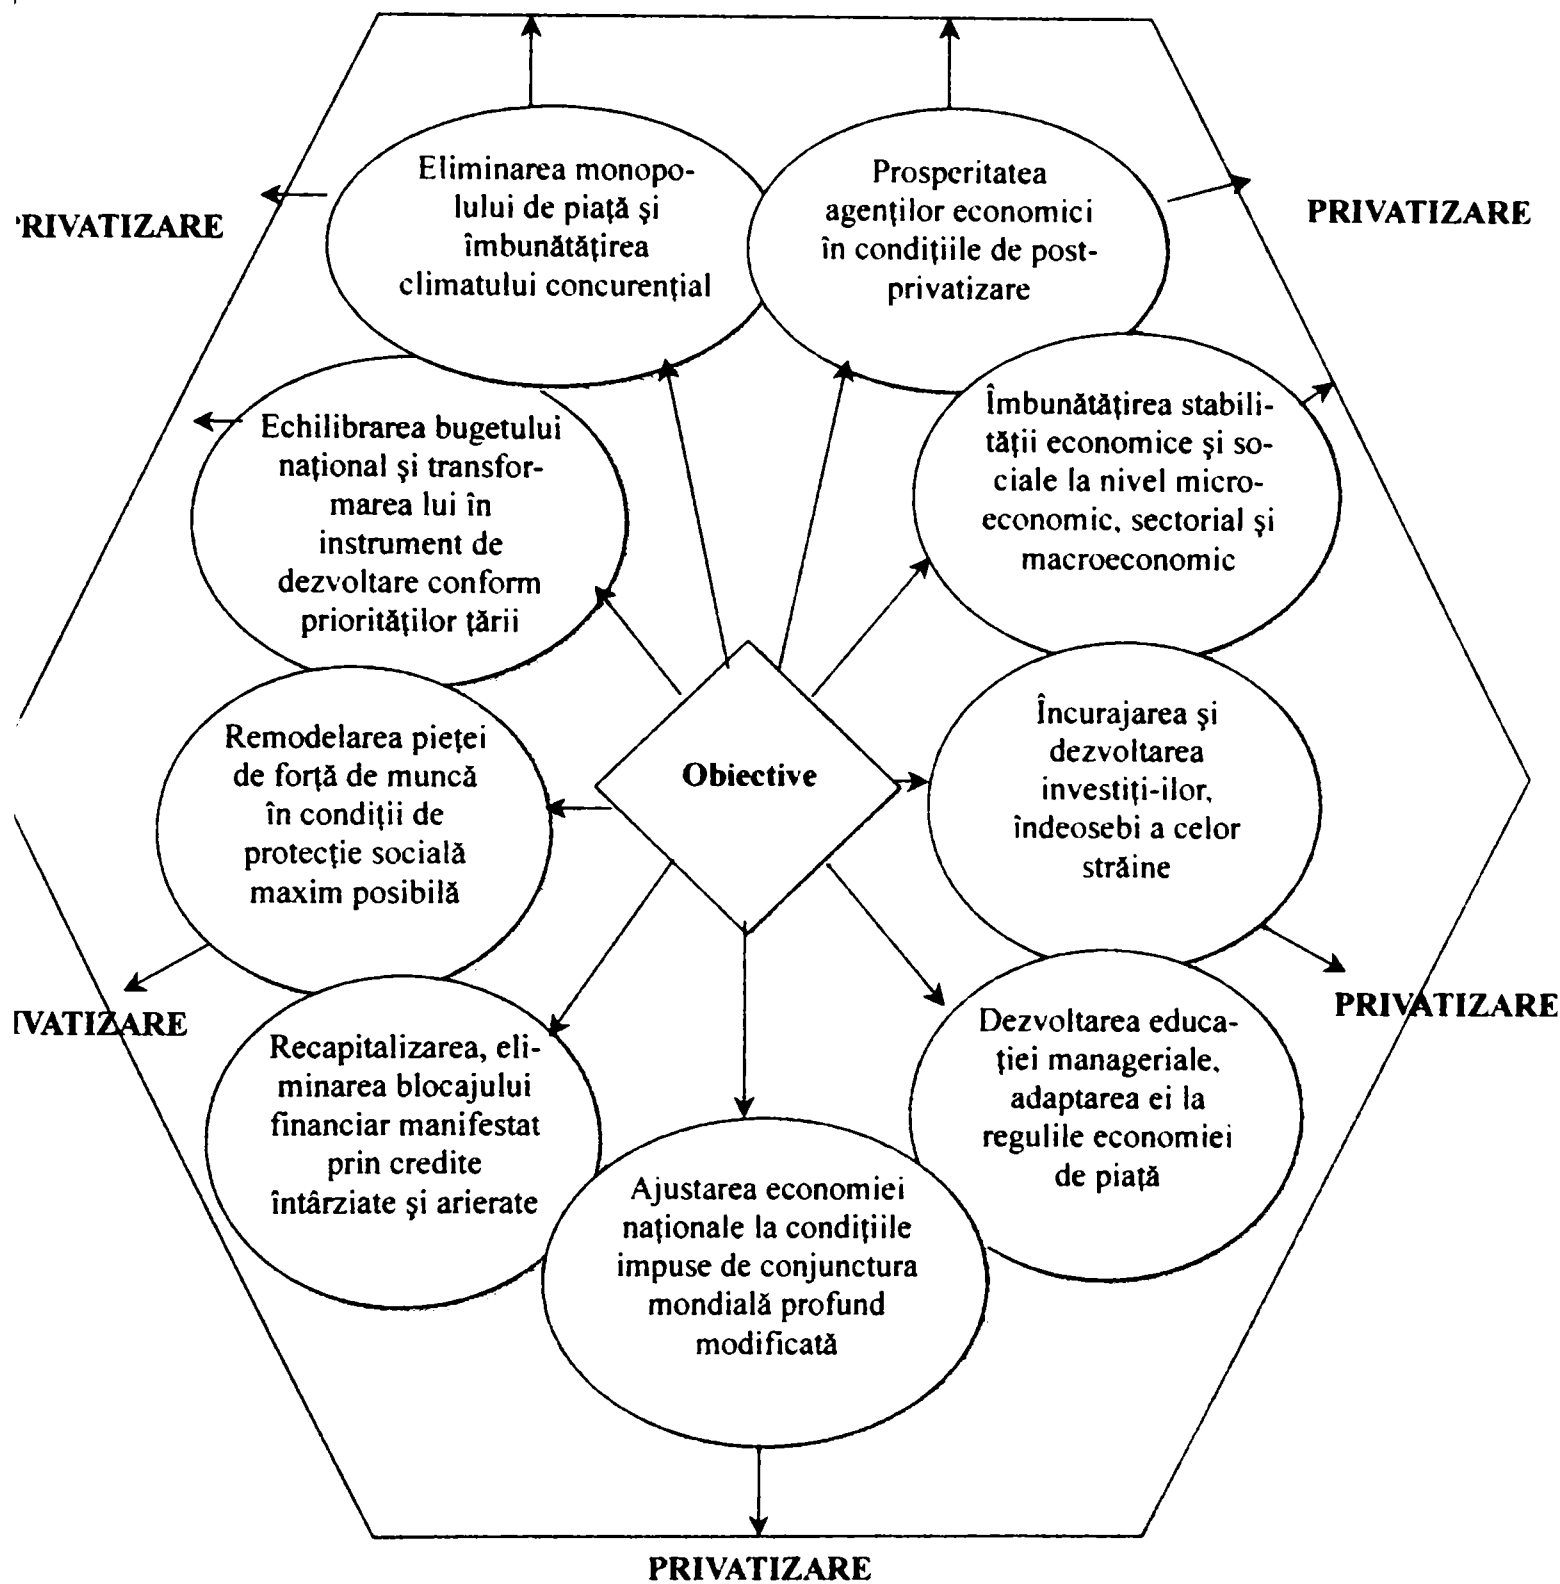 Eliminarea monopo-
lului de piață și
îmbunătățirea
climatului concurențial
Prosperitatea
agenților economici
în condițiile de post-
privatizare
RIVATIZARE
PRIVATIZARE
Echilibrarea bugetului
național și transfor-
marea lui în
instrument de
dezvoltare conform
priorităților țării
Îmbunătățirea stabili-
tății economice și so-
ciale la nivel micro-
economic, sectorial și
macroeconomic
Remodelarea pieței
de forță de muncă
în condiții de
protecție socială
maxim posibilă
Obiective
Încurajarea și
dezvoltarea
investiți-ilor,
îndeosebi a celor
străine
IVATIZARE
PRIVATIZARE
Recapitalizarea, eli-
minarea blocajului
financiar manifestat
prin credite
întârziate și arierate
Dezvoltarea educa-
ției manageriale,
adaptarea ei la
regulile economiei
de piață
Ajustarea economiei
naționale la condițiile
impuse de conjunctura
mondială profund
modificată
PRIVATIZARE